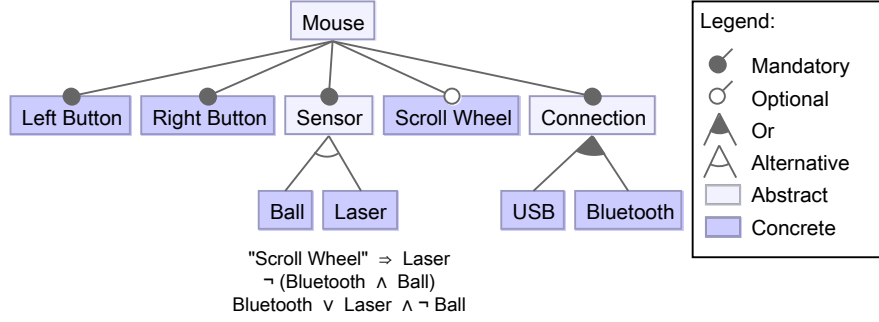 Mouse
Legend:
Mandatory
Optional
Or
Alternative
Abstract
Concrete
Left Button
Right Button
Sensor
Scroll Wheel
Connection
Ball
Laser
USB
Bluetooth
"Scroll Wheel" ⇒ Laser
¬ (Bluetooth ∧ Ball)
Bluetooth ∨ Laser ∧ ¬ Ball